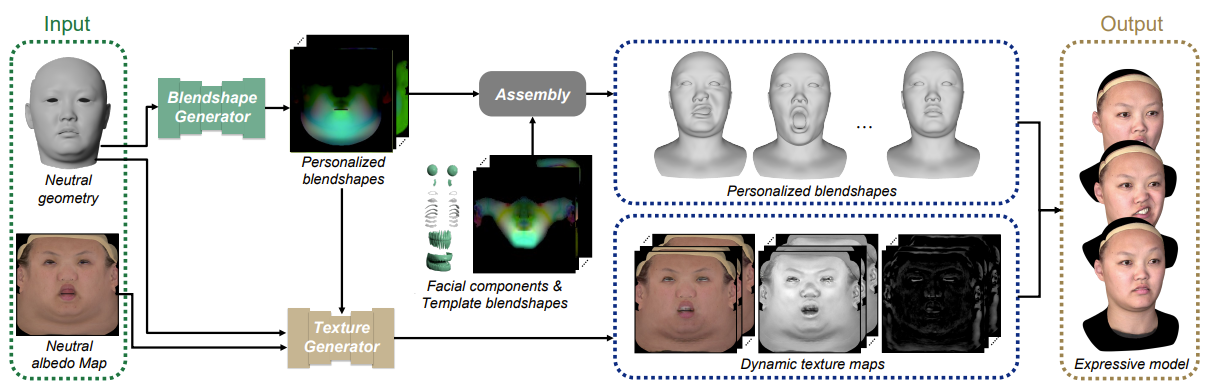 Input
Output
Blendshape
Generator
Assembly
Personalized
blendshapes
...
Neutral
geometry
Personalized blendshapes
Facial components &
Template blendshapes
Texture
Generator
Neutral
albedo Map
Dynamic texture maps
Expressive model